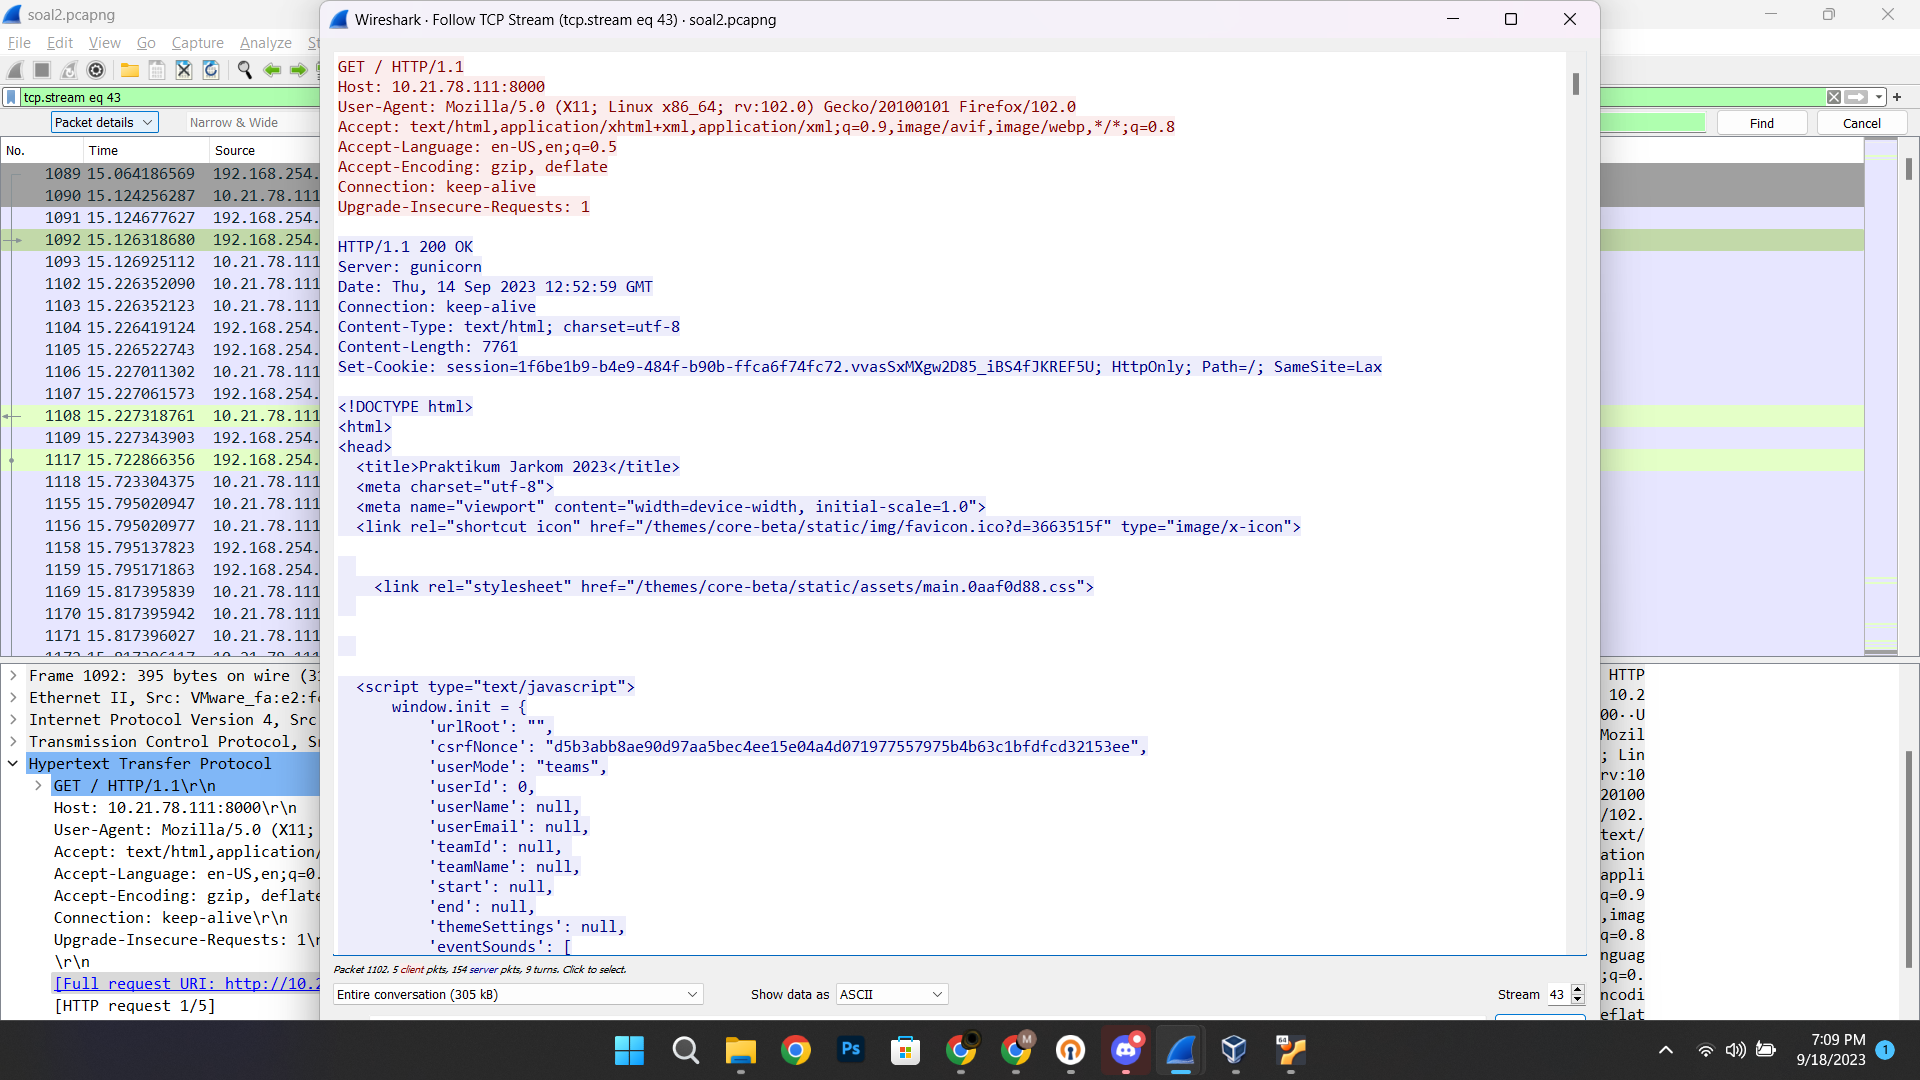 soal2.pcapng
File Edit View Go Capture Analyze St
tcp.stream eq 43
Packet details Narrow & Wide
Find Cancel
No. Time Source
1089 15.064186569 192.168.254.
1090 15.124256287 10.21.78.111
1091 15.124677627 192.168.254.
1092 15.126318680 192.168.254.
1093 15.126925112 10.21.78.111
1102 15.226352090 10.21.78.111
1103 15.226352123 10.21.78.111
1104 15.226419124 192.168.254.
1105 15.226522743 10.21.78.111
1106 15.227011302 10.21.78.111
1107 15.227061573 192.168.254.
1108 15.227318761 10.21.78.111
1109 15.227343903 192.168.254.
1117 15.722866356 192.168.254.
1118 15.723304375 10.21.78.111
1155 15.795020947 10.21.78.111
1156 15.795020977 10.21.78.111
1158 15.795137823 192.168.254.
1159 15.795171863 192.168.254.
1169 15.817395839 10.21.78.111
1170 15.817395942 10.21.78.111
1171 15.817396027 10.21.78.111
1172 15.817396117 10.21.78.111
Frame 1092: 395 bytes on wire (31
Ethernet II, Src: VMware_fa:e2:f
Internet Protocol Version 4, Src
Transmission Control Protocol, S
Hypertext Transfer Protocol
GET / HTTP/1.1\r\n
Host: 10.21.78.111:8000\r\n
User-Agent: Mozilla/5.0 (X11;
Accept: text/html,application/
Accept-Language: en-US,en;q=0.
Accept-Encoding: gzip, deflate
Connection: keep-alive\r\n
Upgrade-Insecure-Requests: 1\r
\r\n
[Full request URI: http://10.2
[HTTP request 1/5]
Wireshark · Follow TCP Stream (tcp.stream eq 43) · soal2.pcapng
GET / HTTP/1.1
Host: 10.21.78.111:8000
User-Agent: Mozilla/5.0 (X11; Linux x86_64; rv:102.0) Gecko/20100101 Firefox/102.0
Accept: text/html,application/xhtml+xml,application/xml;q=0.9,image/avif,image/webp,*/*;q=0.8
Accept-Language: en-US,en;q=0.5
Accept-Encoding: gzip, deflate
Connection: keep-alive
Upgrade-Insecure-Requests: 1
HTTP/1.1 200 OK
Server: gunicorn
Date: Thu, 14 Sep 2023 12:52:59 GMT
Connection: keep-alive
Content-Type: text/html; charset=utf-8
Content-Length: 7761
Set-Cookie: session=1f6be1b9-b4e9-484f-b90b-ffca6f74fc72.vvasSxMXgw2D85_iBS4fJKREF5U; HttpOnly; Path=/; SameSite=Lax
<!DOCTYPE html>
<html>
<head>
<title>Praktikum Jarkom 2023</title>
<meta charset="utf-8">
<meta name="viewport" content="width=device-width, initial-scale=1.0">
<link rel="shortcut icon" href="/themes/core-beta/static/img/favicon.ico?d=3663515f" type="image/x-icon">
<link rel="stylesheet" href="/themes/core-beta/static/assets/main.0aaf0d88.css">
<script type="text/javascript">
window.init = {
'urlRoot': "",
'csrfNonce': "d5b3abb8ae90d97aa5bec4ee15e04a4d071977557975b4b63c1bfdfcd32153ee",
'userMode': "teams",
'userId': 0,
'userName': null,
'userEmail': null,
'teamId': null,
'teamName': null,
'start': null,
'end': null,
'themeSettings': null,
'eventSounds': [
Packet 1102. 5 client pkts, 154 server pkts, 9 turns. Click to select.
Entire conversation (305 kB) Show data as ASCII Stream 43
HTTP
10.2
00··U
Mozil
; Lin
rv:10
20100
/102.
text/
ation
appli
q=0.9
,imag
q=0.8
nguag
;q=0.
ncodi
eflat
Ps
M
64
7:09 PM
9/18/2023
1